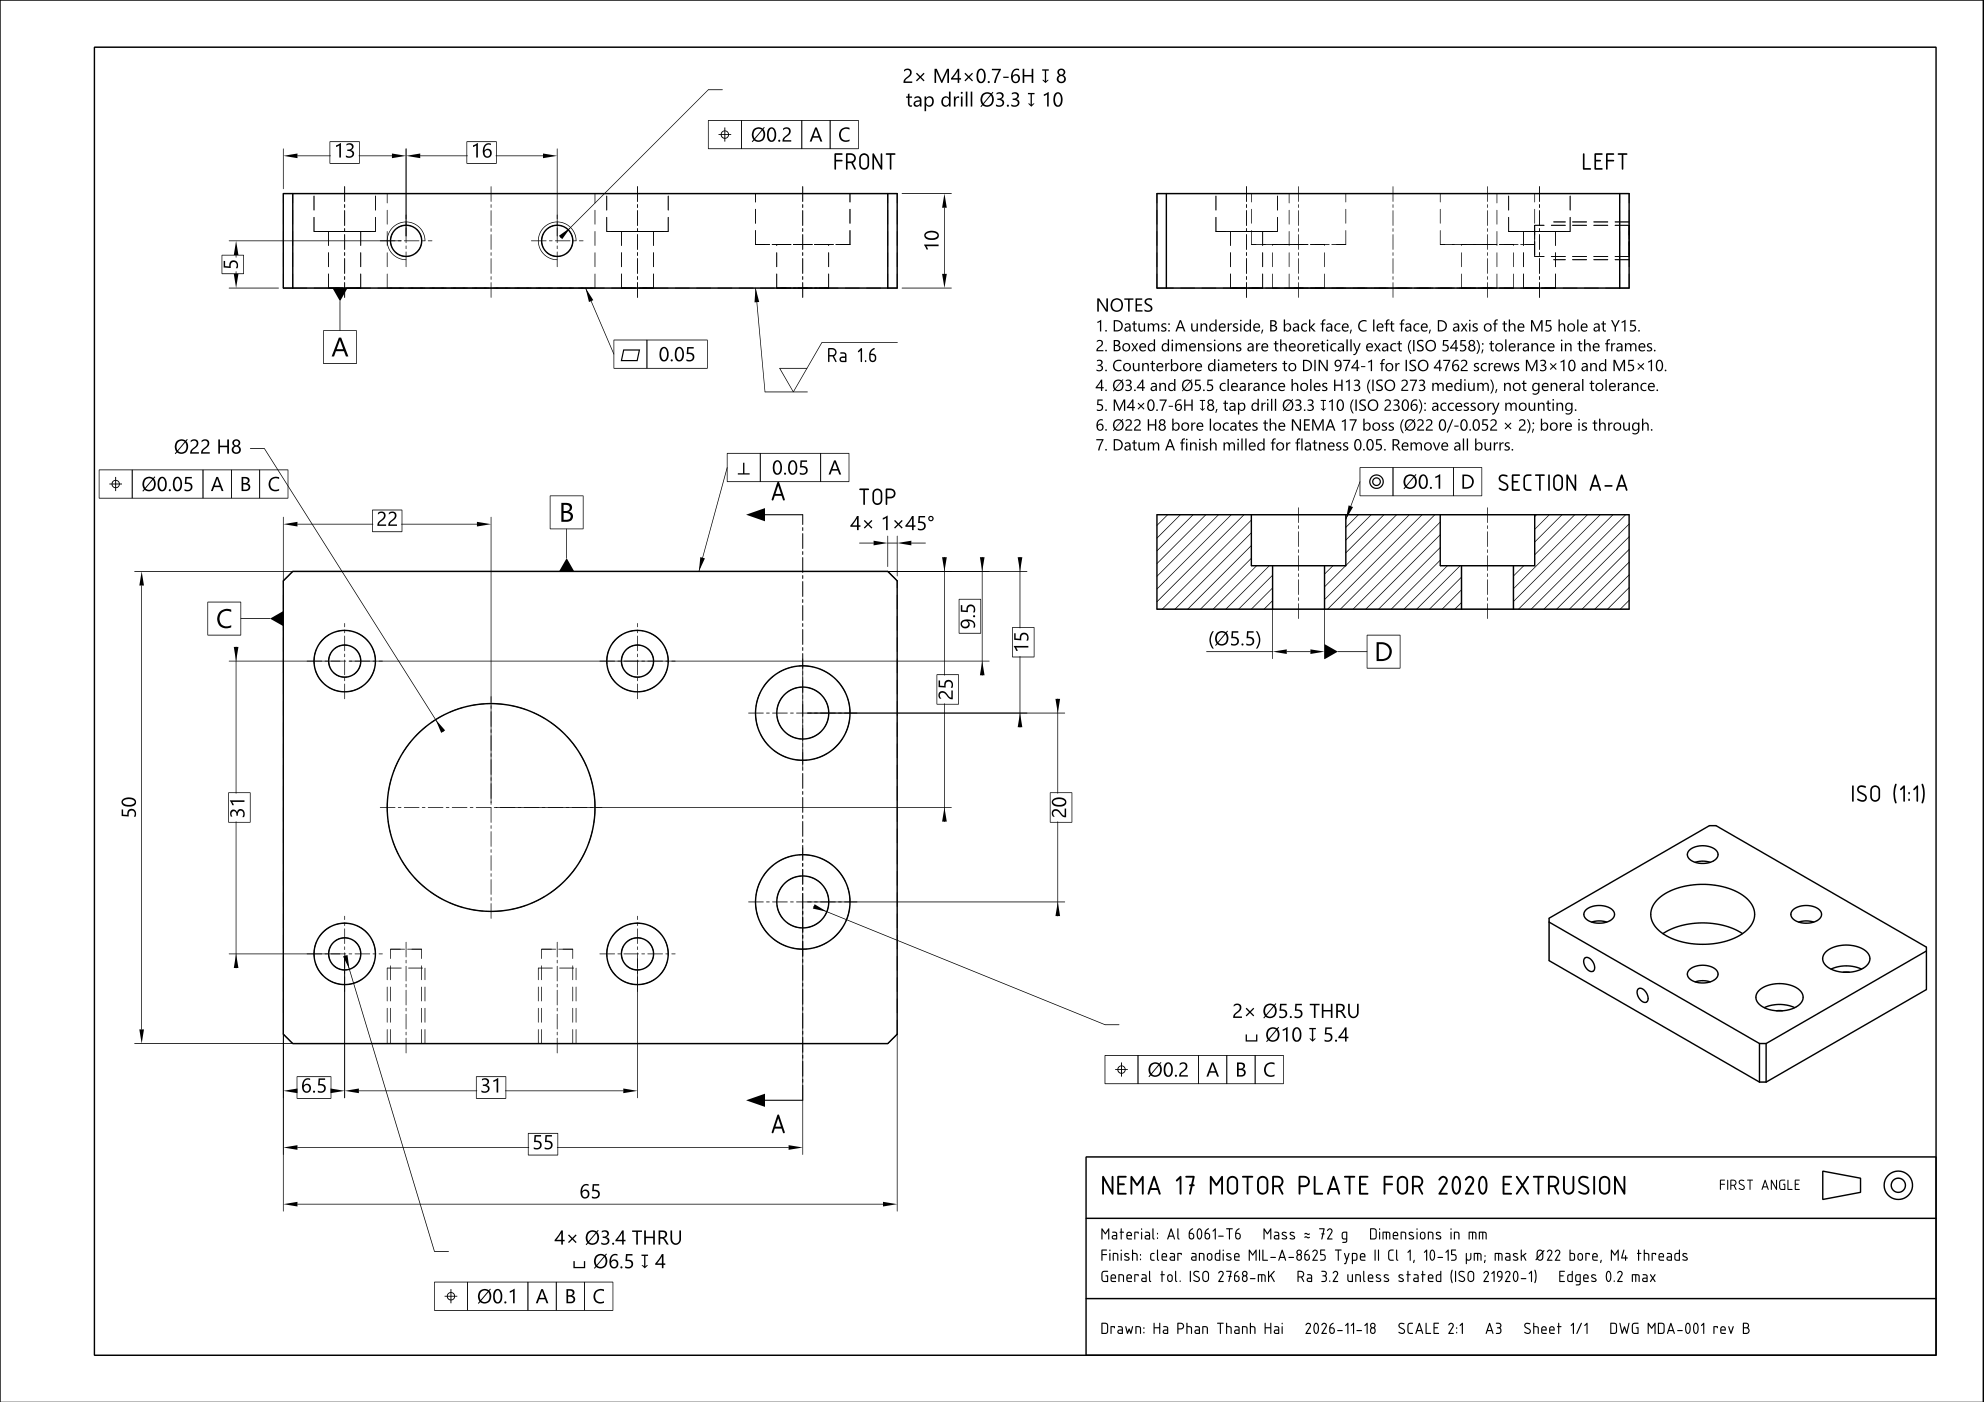 2× M4×0.7-6H ↧ 8
tap drill Ø3.3 ↧ 10
⌖ Ø0.2 A C
FRONT
LEFT
13
16
5
10
A
⏥ 0.05
Ra 1.6
NOTES
1. Datums: A underside, B back face, C left face, D axis of the M5 hole at Y15.
2. Boxed dimensions are theoretically exact (ISO 5458); tolerance in the frames.
3. Counterbore diameters to DIN 974-1 for ISO 4762 screws M3×10 and M5×10.
4. Ø3.4 and Ø5.5 clearance holes H13 (ISO 273 medium), not general tolerance.
5. M4×0.7-6H ↧8, tap drill Ø3.3 ↧10 (ISO 2306): accessory mounting.
6. Ø22 H8 bore locates the NEMA 17 boss (Ø22 0/-0.052 × 2); bore is through.
7. Datum A finish milled for flatness 0.05. Remove all burrs.
Ø22 H8
⌖ Ø0.05 A B C
⟂ 0.05 A
A
TOP
4× 1×45°
◎ Ø0.1 D
SECTION A-A
22
B
C
9.5
15
25
(Ø5.5)
D
50
31
20
ISO (1:1)
2× Ø5.5 THRU
⌴ Ø10 ↧ 5.4
⌖ Ø0.2 A B C
6.5
31
A
55
65
4× Ø3.4 THRU
⌴ Ø6.5 ↧ 4
⌖ Ø0.1 A B C
NEMA 17 MOTOR PLATE FOR 2020 EXTRUSION
FIRST ANGLE
Material: Al 6061-T6 Mass ≈ 72 g Dimensions in mm
Finish: clear anodise MIL-A-8625 Type II Cl 1, 10-15 µm; mask Ø22 bore, M4 threads
General tol. ISO 2768-mK Ra 3.2 unless stated (ISO 21920-1) Edges 0.2 max
Drawn: Ha Phan Thanh Hai 2026-11-18 SCALE 2:1 A3 Sheet 1/1 DWG MDA-001 rev B